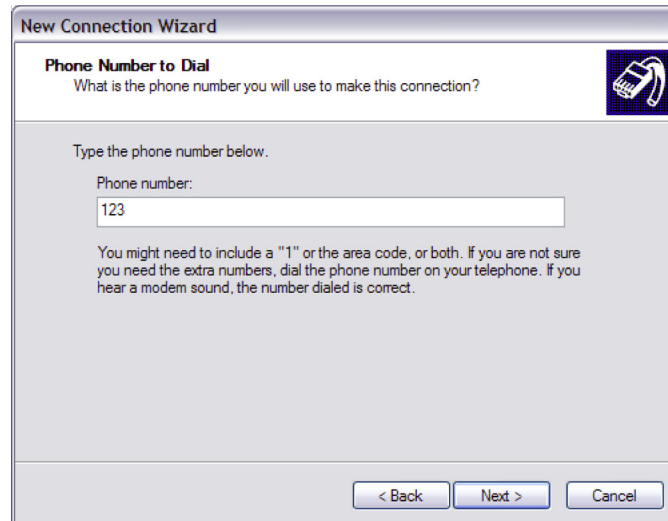 New Connection Wizard
Phone Number to Dial
What is the phone number you will use to make this connection?
Type the phone number below.
Phone number:
123
You might need to include a "1" or the area code, or both. If you are not sure
you need the extra numbers, dial the phone number on your telephone. If you
hear a modem sound, the number dialed is correct.
< Back
Next >
Cancel